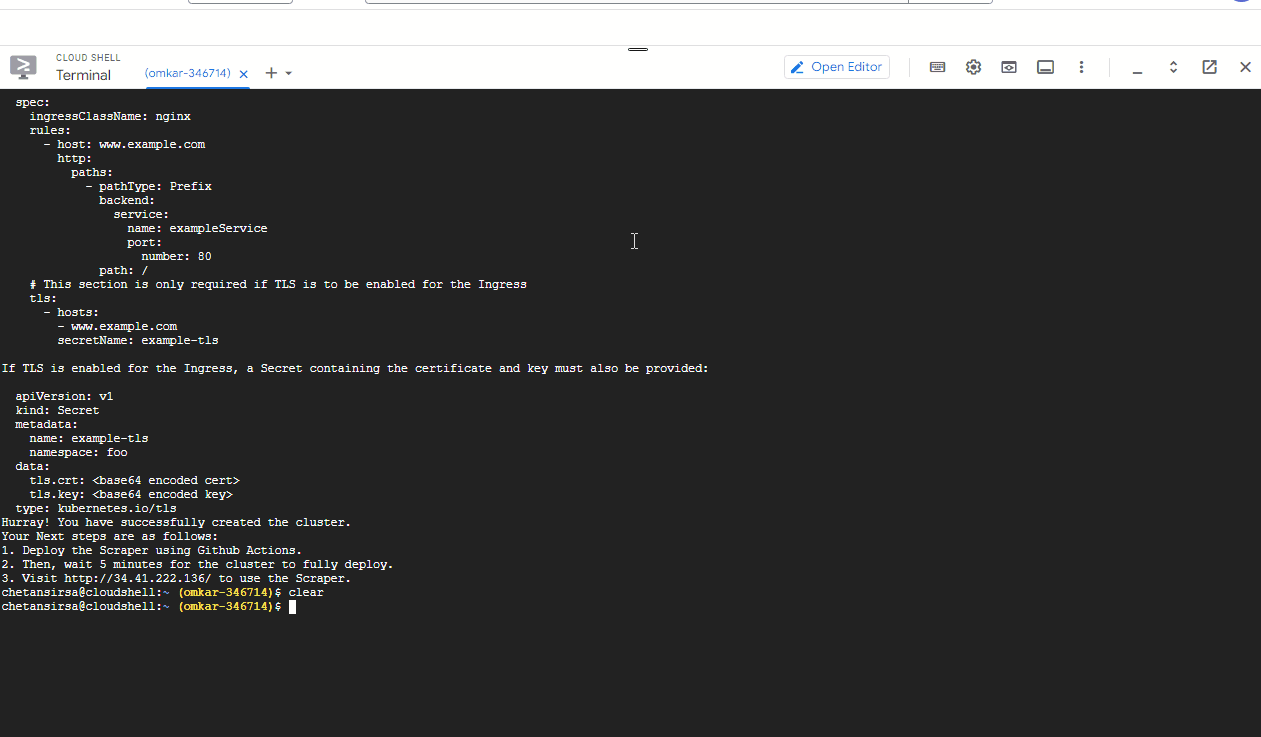 CLOUD SHELL
Terminal
(omkar-346714)
Open Editor
spec:
ingressClassName: nginx
rules:
- host: www.example.com
http:
paths:
- pathType: Prefix
backend:
service:
name: exampleService
port:
number: 80
path: /
# This section is only required if TLS is to be enabled for the Ingress
tls:
- hosts:
- www.example.com
secretName: example-tls
If TLS is enabled for the Ingress, a Secret containing the certificate and key must also be provided:
apiVersion: v1
kind: Secret
metadata:
name: example-tls
namespace: foo
data:
tls.crt: <base64 encoded cert>
tls.key: <base64 encoded key>
type: kubernetes.io/tls
Hurray! You have successfully created the cluster.
Your Next steps are as follows:
1. Deploy the Scraper using Github Actions.
2. Then, wait 5 minutes for the cluster to fully deploy.
3. Visit http://34.41.222.136/ to use the Scraper.
chetansirsa@cloudshell:~ (omkar-346714)$ clear
chetansirsa@cloudshell:~ (omkar-346714)$